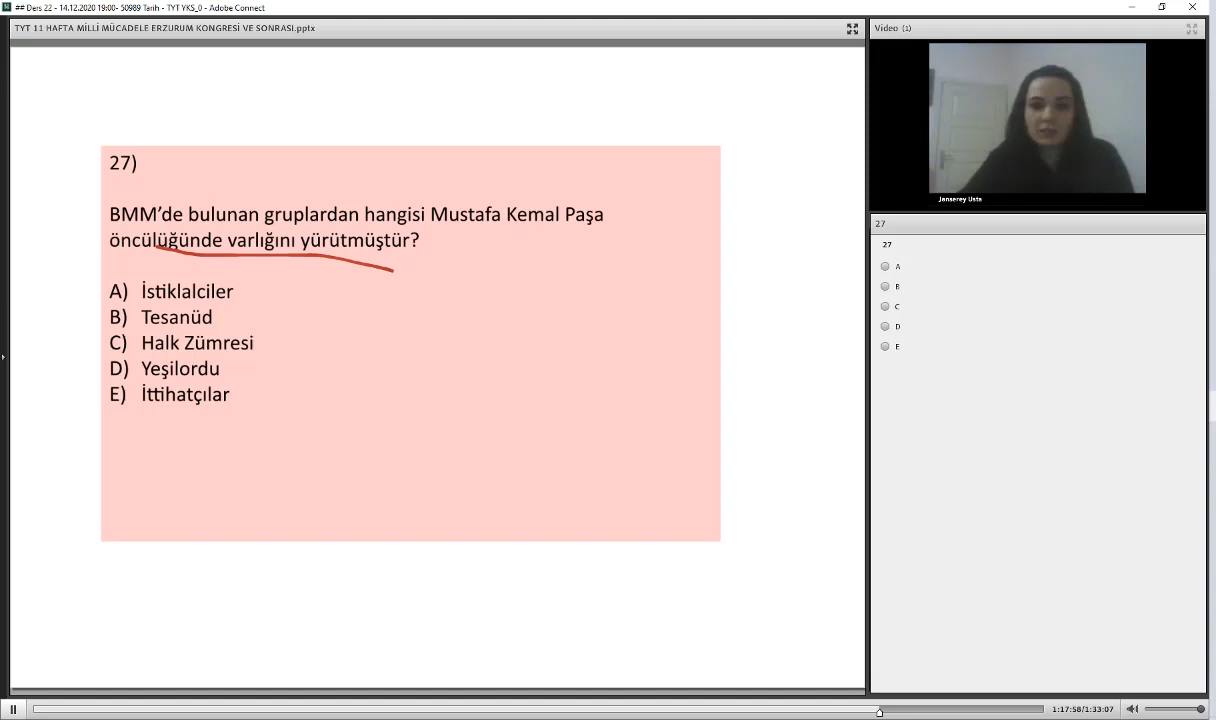 ## Ders 22 - 14.12.2020 19:00- 50989 Tarih - TYT YKS_0 - Adobe Connect
TYT 11 HAFTA MİLLİ MÜCADELE ERZURUM KONGRESİ VE SONRASI.pptx
Video (1)
27)
BMM’de bulunan gruplardan hangisi Mustafa Kemal Paşa
öncülüğünde varlığını yürütmüştür?
A) İstiklalciler
B) Tesanüd
C) Halk Zümresi
D) Yeşilordu
E) İttihatçılar
Janserey Usta
27
27
A
B
C
D
E
1:17:58/1:33:07